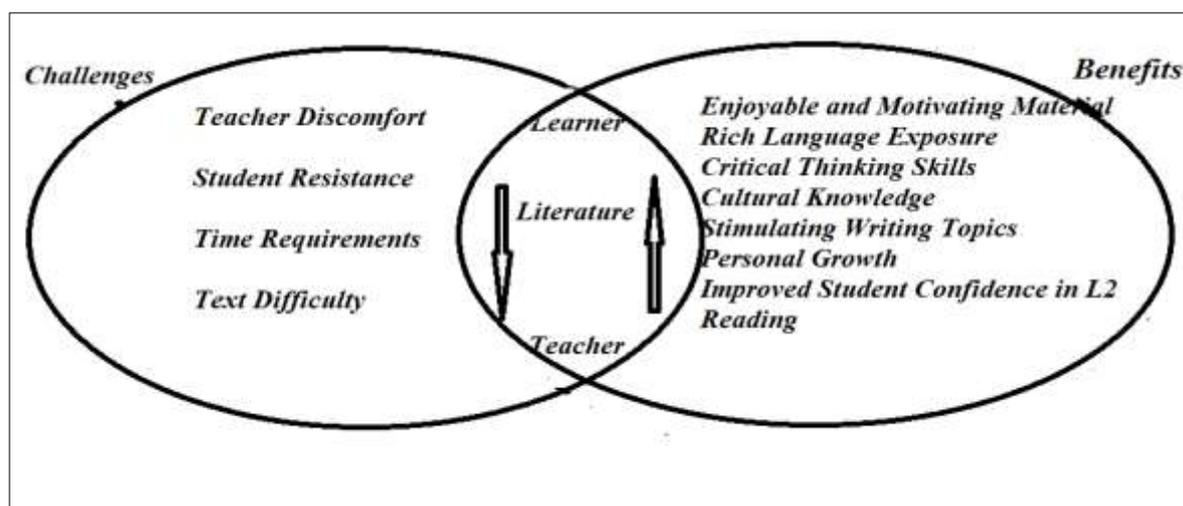 Challenges
Teacher Discomfort
Student Resistance
Time Requirements
Text Difficulty
Learner
Literature
Teacher
Benefits
Enjoyable and Motivating Material
Rich Language Exposure
Critical Thinking Skills
Cultural Knowledge
Stimulating Writing Topics
Personal Growth
Improved Student Confidence in L2
Reading